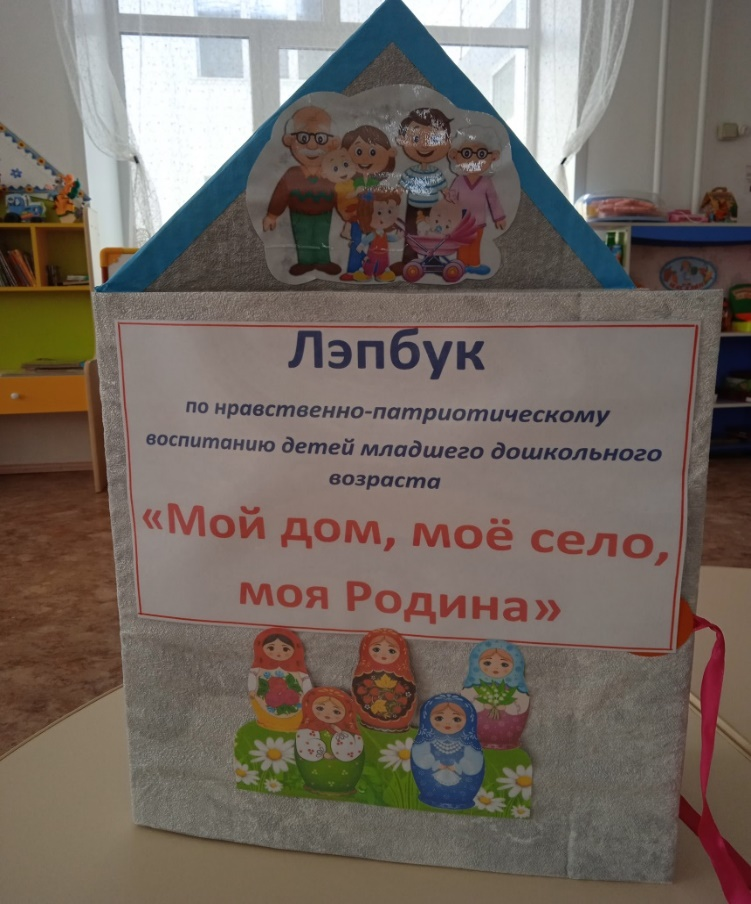 Лэпбук
по нравственно-патриотическому
воспитанию детей младшего дошкольного
возраста
«Мой дом, моё село,
моя Родина»